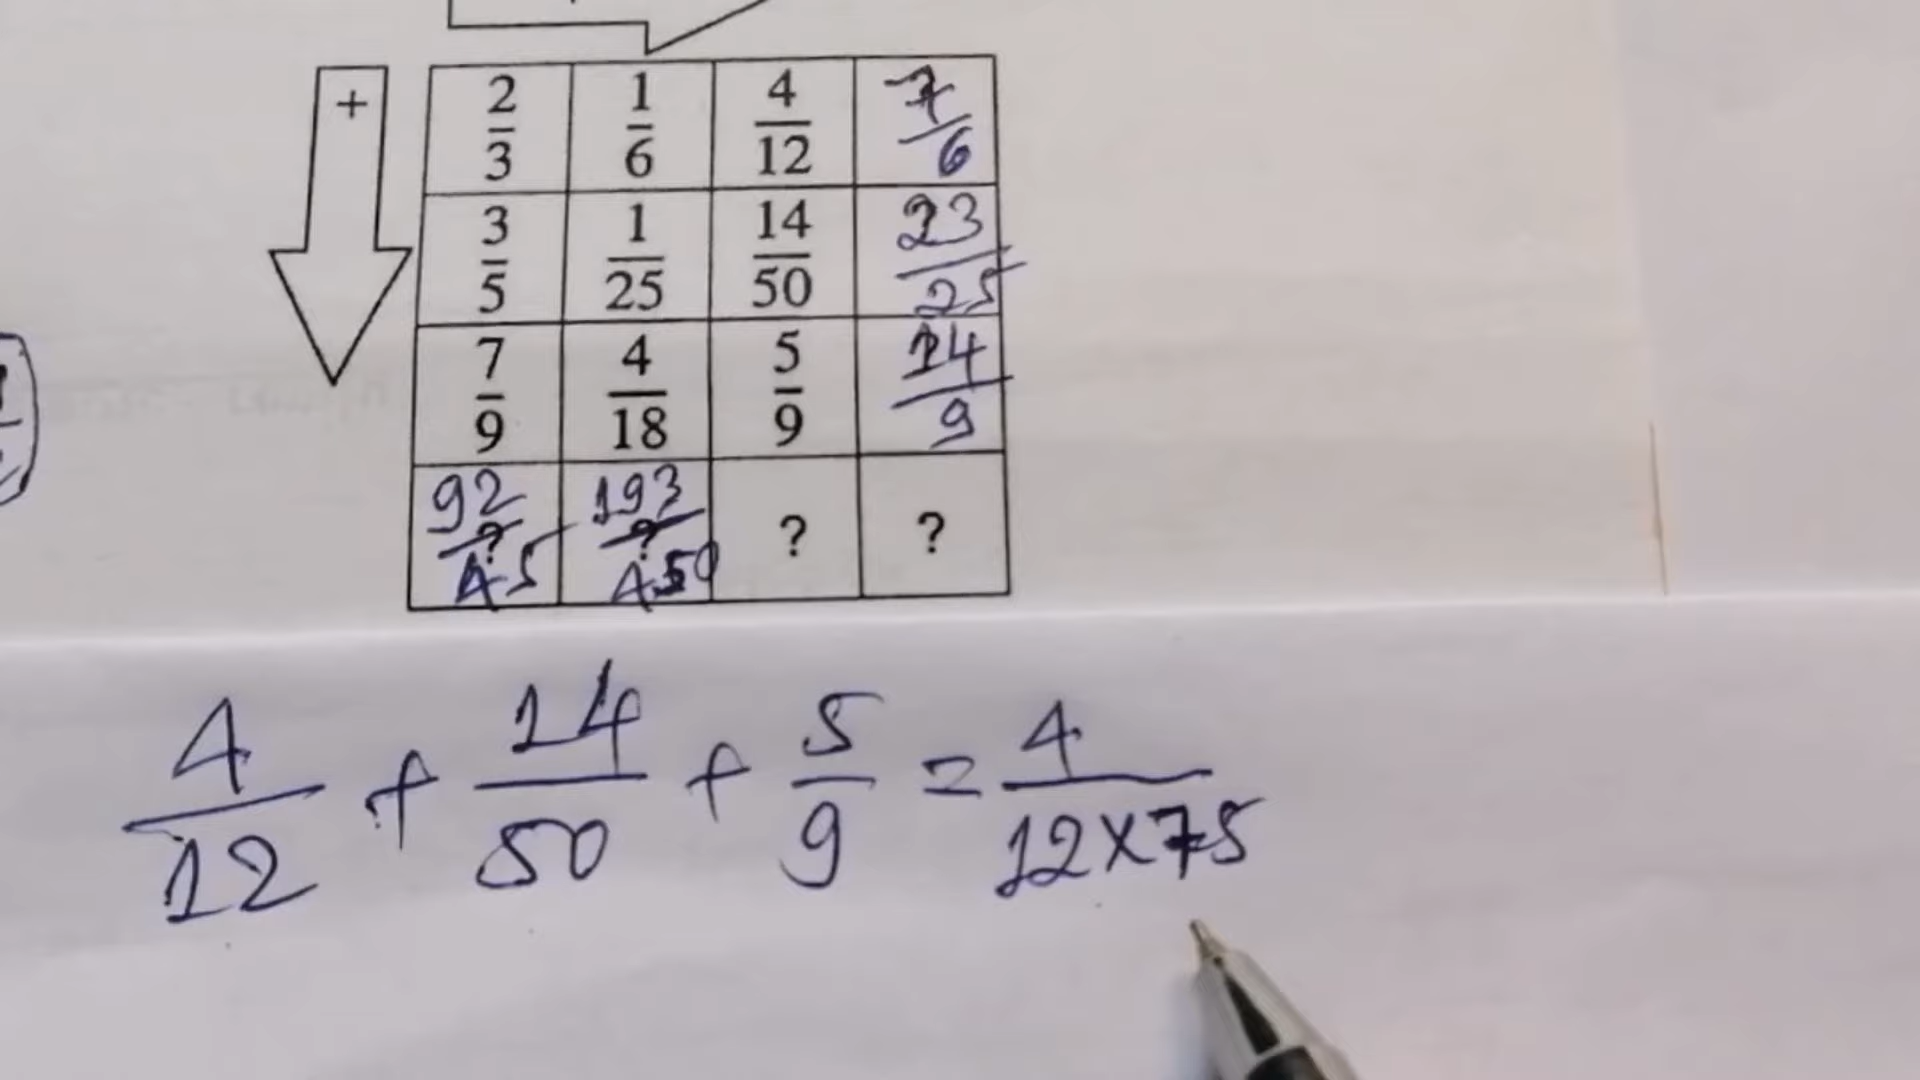 +
2/3 1/6 4/12 7/6
3/5 1/25 14/50 23/25
7/9 4/18 5/9 14/9
92/45 ? 193/450 ? ? ?
4/12 + 14/50 + 5/9 = 4/12×75